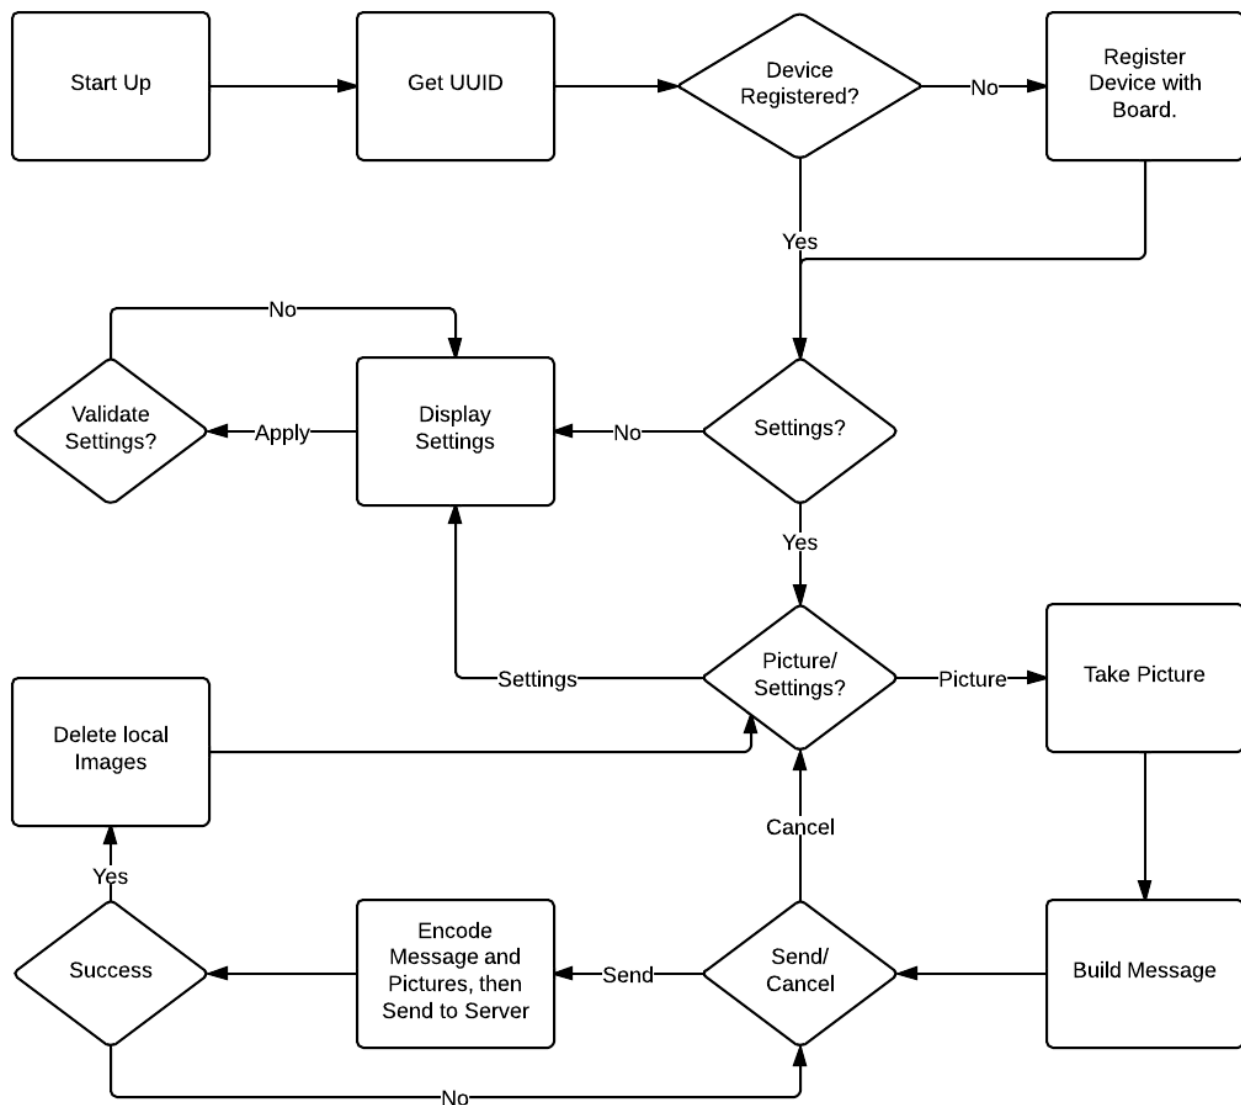 Start Up
Get UUID
Device
Registered?
No
Register
Device with
Board.
Yes
No
Validate
Settings?
Apply
Display
Settings
No
Settings?
Yes
Settings
Picture/
Settings?
Picture
Take Picture
Delete local
Images
Cancel
Yes
Success
Encode
Message and
Pictures, then
Send to Server
Send
Send/
Cancel
Build Message
No